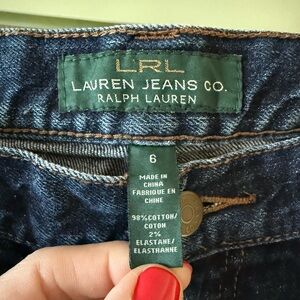 LRL
LAUREN JEANS CO.
RALPH LAUREN
6
MADE IN
CHINA
FABRIQUE EN
CHINE
98% COTTON/
COTON
2%
ELASTANE/
ELASTHANNE